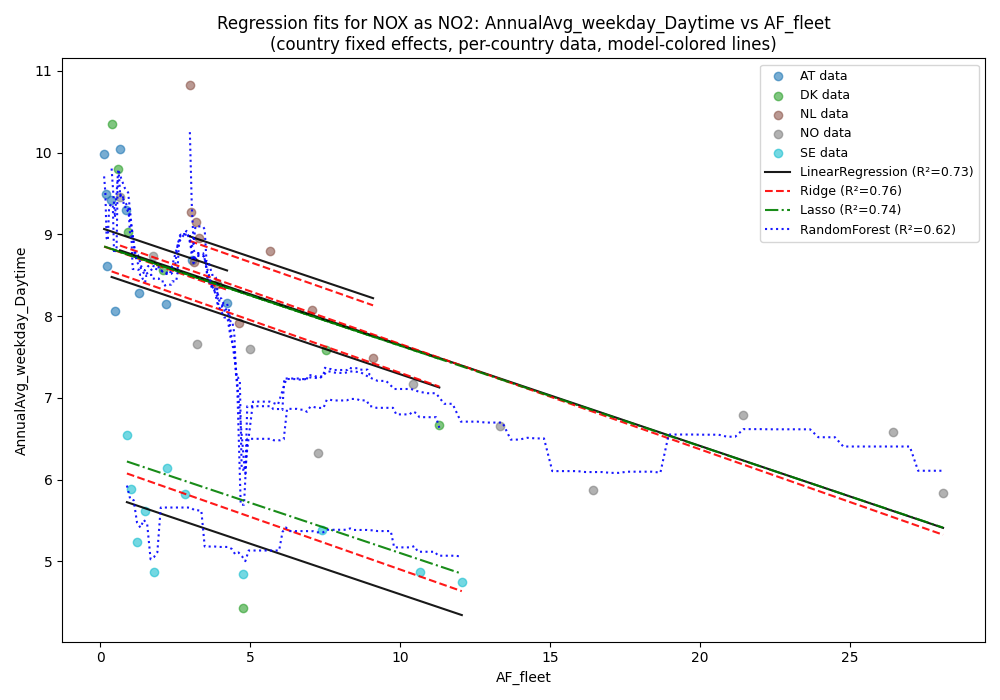 Regression fits for NOX as NO2: AnnualAvg_weekday_Daytime vs AF_fleet
(country fixed effects, per-country data, model-colored lines)
AT data
DK data
NL data
NO data
SE data
LinearRegression (R²=0.73)
Ridge (R²=0.76)
Lasso (R²=0.74)
RandomForest (R²=0.62)
AnnualAvg_weekday_Daytime
11
10
9
8
7
6
5
0
5
10
15
20
25
AF_fleet